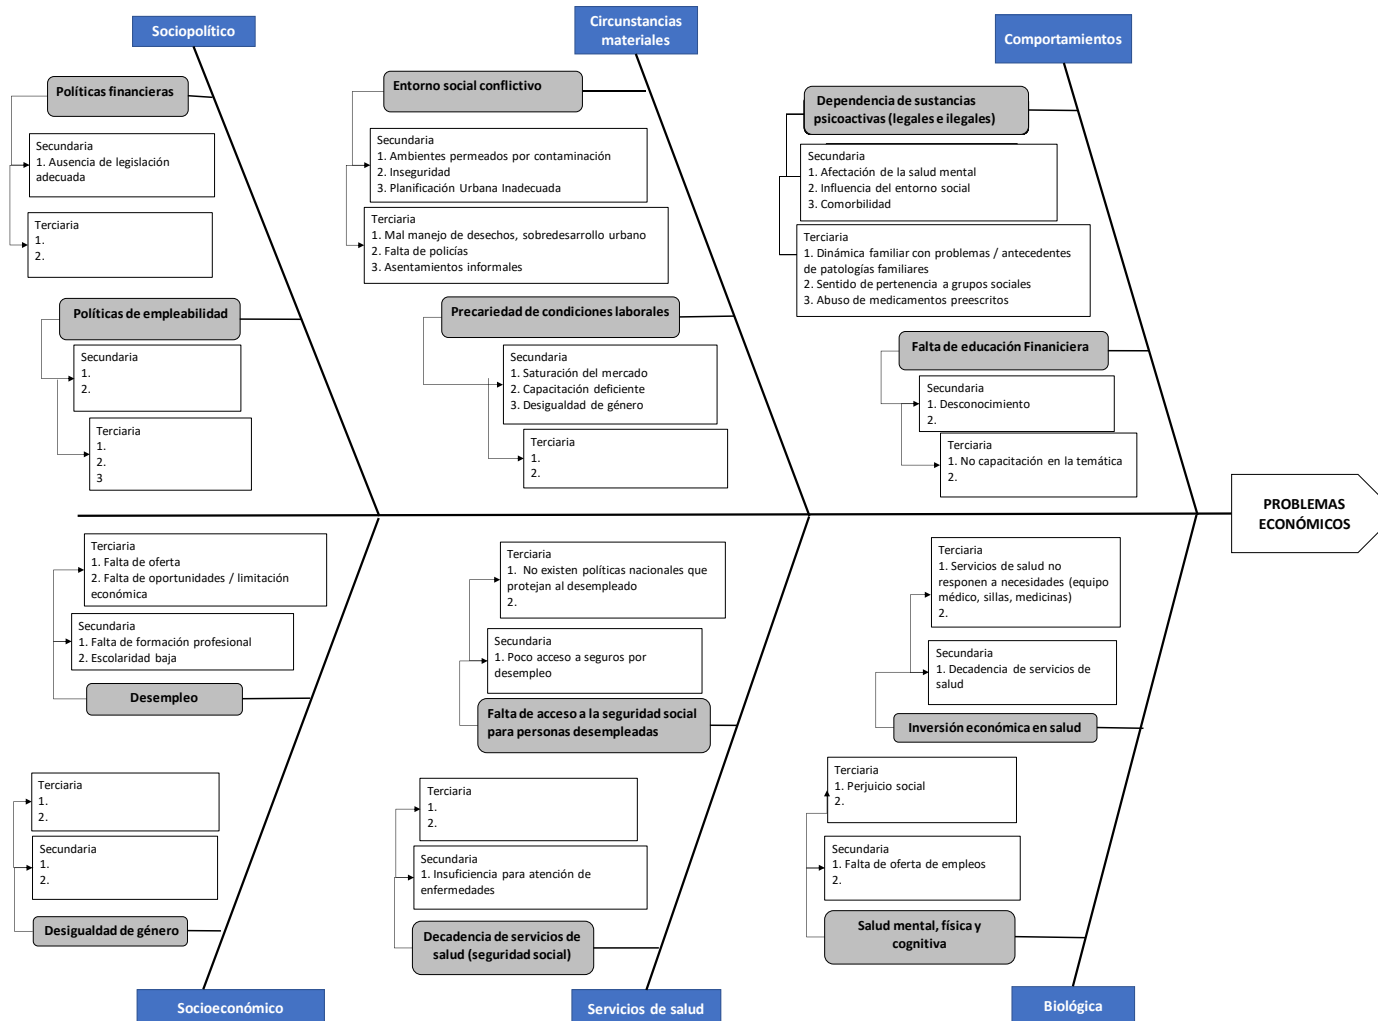 Sociopolítico
Políticas financieras
Secundaria
1. Ausencia de legislación
adecuada
Terciaria
1.
2.
Políticas de empleabilidad
Secundaria
1.
2.
Terciaria
1.
2.
3
Circunstancias
materiales
Entorno social conflictivo
Secundaria
1. Ambientes permeados por contaminación
2. Inseguridad
3. Planificación Urbana Inadecuada
Terciaria
1. Mal manejo de desechos, sobredesarrollo urbano
2. Falta de policías
3. Asentamientos informales
Precariedad de condiciones laborales
Secundaria
1. Saturación del mercado
2. Capacitación deficiente
3. Desigualdad de género
Terciaria
1.
2.
Comportamientos
Dependencia de sustancias
psicoactivas (legales e ilegales)
Secundaria
1. Afectación de la salud mental
2. Influencia del entorno social
3. Comorbilidad
Terciaria
1. Dinámica familiar con problemas / antecedentes
de patologías familiares
2. Sentido de pertenencia a grupos sociales
3. Abuso de medicamentos preescritos
Falta de educación Financiera
Secundaria
1. Desconocimiento
2.
Terciaria
1. No capacitación en la temática
2.
PROBLEMAS
ECONÓMICOS
Terciaria
1. Falta de oferta
2. Falta de oportunidades / limitación
económica
Secundaria
1. Falta de formación profesional
2. Escolaridad baja
Desempleo
Terciaria
1.
2.
Secundaria
1.
2.
Desigualdad de género
Socioeconómico
Terciaria
1. No existen políticas nacionales que
protejan al desempleado
2.
Secundaria
1. Poco acceso a seguros por
desempleo
Falta de acceso a la seguridad social
para personas desempleadas
Terciaria
1.
2.
Secundaria
1. Insuficiencia para atención de
enfermedades
Decadencia de servicios de
salud (seguridad social)
Servicios de salud
Terciaria
1. Servicios de salud no
responen a necesidades (equipo
médico, sillas, medicinas)
2.
Secundaria
1. Decadencia de servicios de
salud
Inversión económica en salud
Terciaria
1. Perjuicio social
2.
Secundaria
1. Falta de oferta de empleos
2.
Salud mental, física y
cognitiva
Biológica